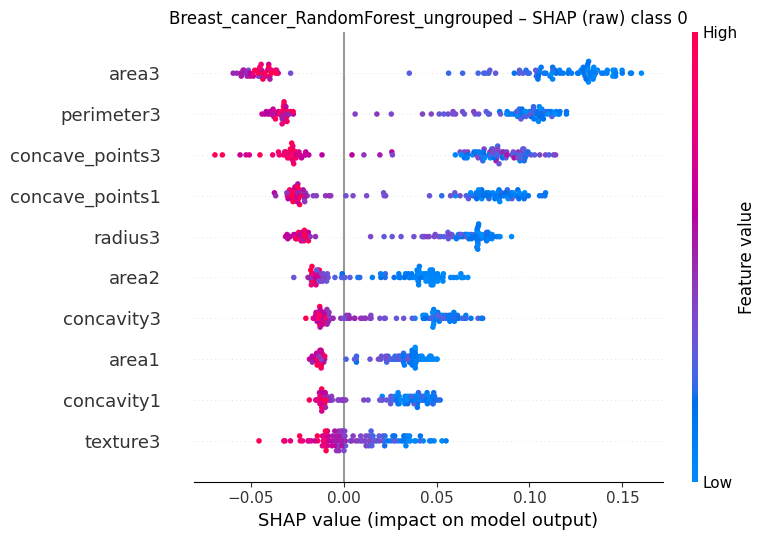 Breast_cancer_RandomForest_ungrouped – SHAP (raw) class 0
High
area3
perimeter3
concave_points3
concave_points1
radius3
area2
concavity3
area1
concavity1
texture3
Feature value
Low
−0.05 0.00 0.05 0.10 0.15
SHAP value (impact on model output)